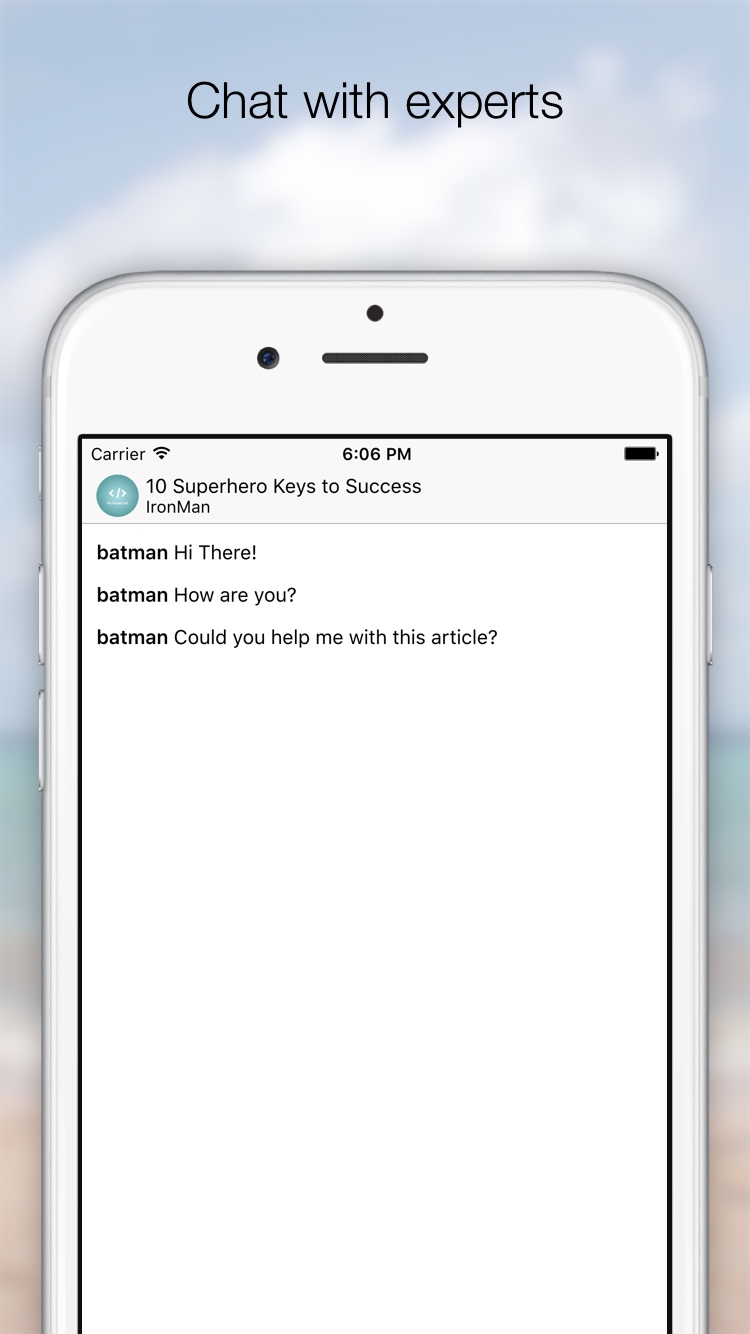 Chat with experts
Carrier 6:06 PM
</>
10 Superhero Keys to Success
IronMan
batman Hi There!
batman How are you?
batman Could you help me with this article?